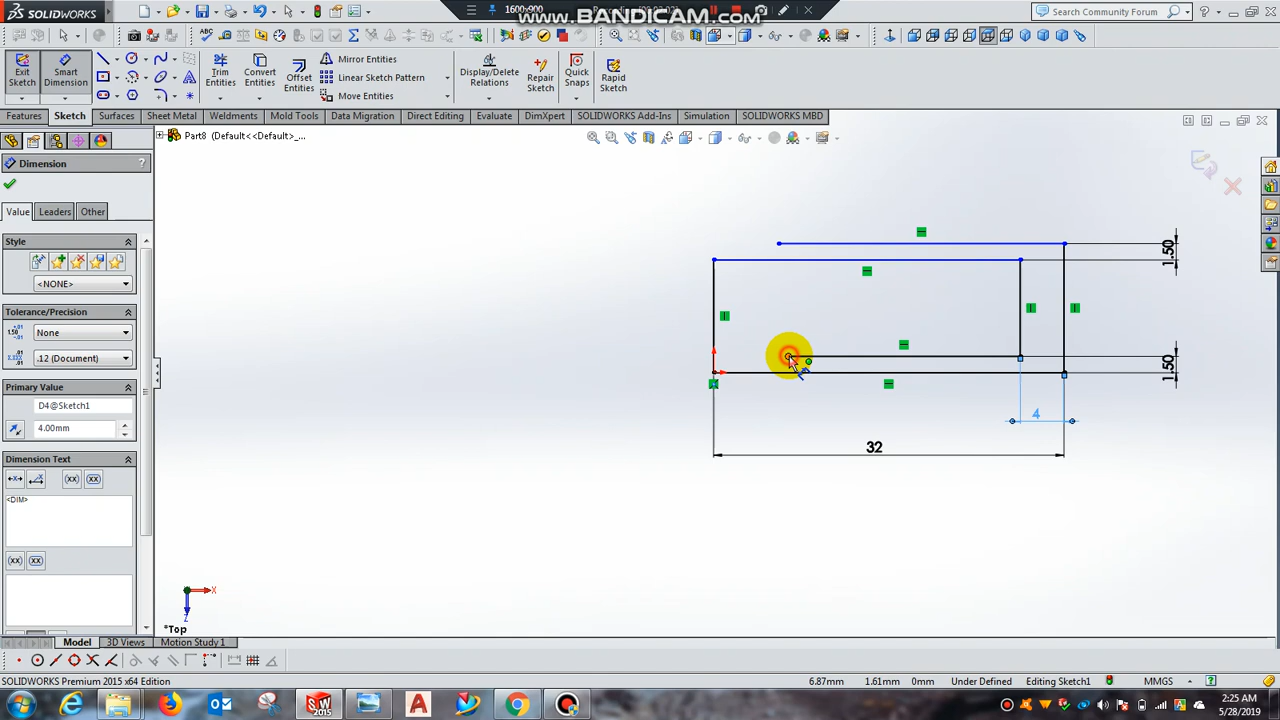 SOLIDWORKS
1600x900
www.BANDICAM.com
Search Community Forum
Exit Sketch
Smart Dimension
Trim Entities
Convert Entities
Offset Entities
Mirror Entities
Linear Sketch Pattern
Move Entities
Display/Delete Relations
Repair Sketch
Quick Snaps
Rapid Sketch
Features
Sketch
Surfaces
Sheet Metal
Weldments
Mold Tools
Data Migration
Direct Editing
Evaluate
DimXpert
SOLIDWORKS Add-Ins
Simulation
SOLIDWORKS MBD
Part8 (Default<<Default>_...
Dimension
?
Value
Leaders
Other
Style
<NONE>
Tolerance/Precision
None
.12 (Document)
Primary Value
D4@Sketch1
4.00mm
Dimension Text
<DIM>
(xx)
(xx)
(xx)
1.50
1.50
4
32
X
Z
*Top
Model
3D Views
Motion Study 1
SOLIDWORKS Premium 2015 x64 Edition
6.87mm
1.61mm
0mm
Under Defined
Editing Sketch1
MMGS
2:25 AM
5/28/2019